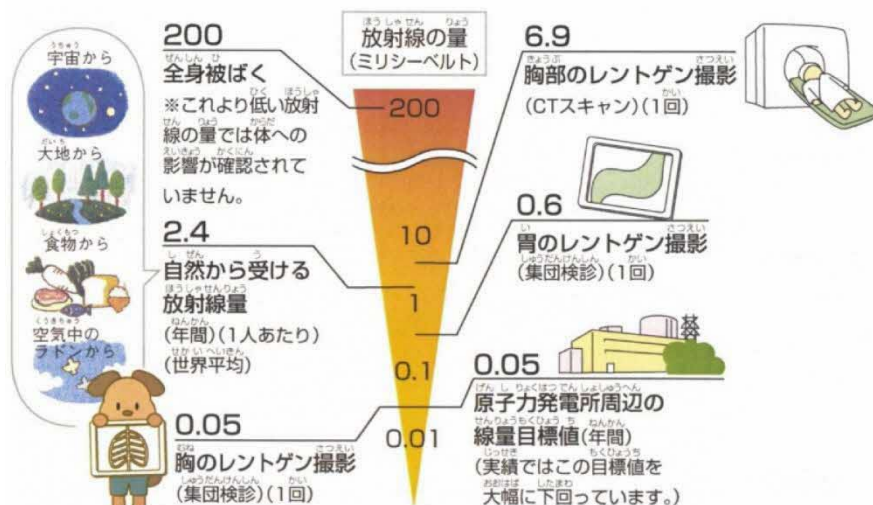 宇宙から
大地から
食物から
空気中の
ラドンから
200
全身被ばく
※これより低い放射
線の量では体への
影響が確認されて
いません。
2.4
自然から受ける
放射線量
(年間)(1人あたり)
(世界平均)
0.05
胸のレントゲン撮影
(集団検診)(1回)
放射線の量
(ミリシーベルト)
200
10
1
0.1
0.01
6.9
胸部のレントゲン撮影
(CTスキャン)(1回)
0.6
胃のレントゲン撮影
(集団検診)(1回)
0.05
原子力発電所周辺の
線量目標値(年間)
(実績ではこの目標値を
大幅に下回っています。)